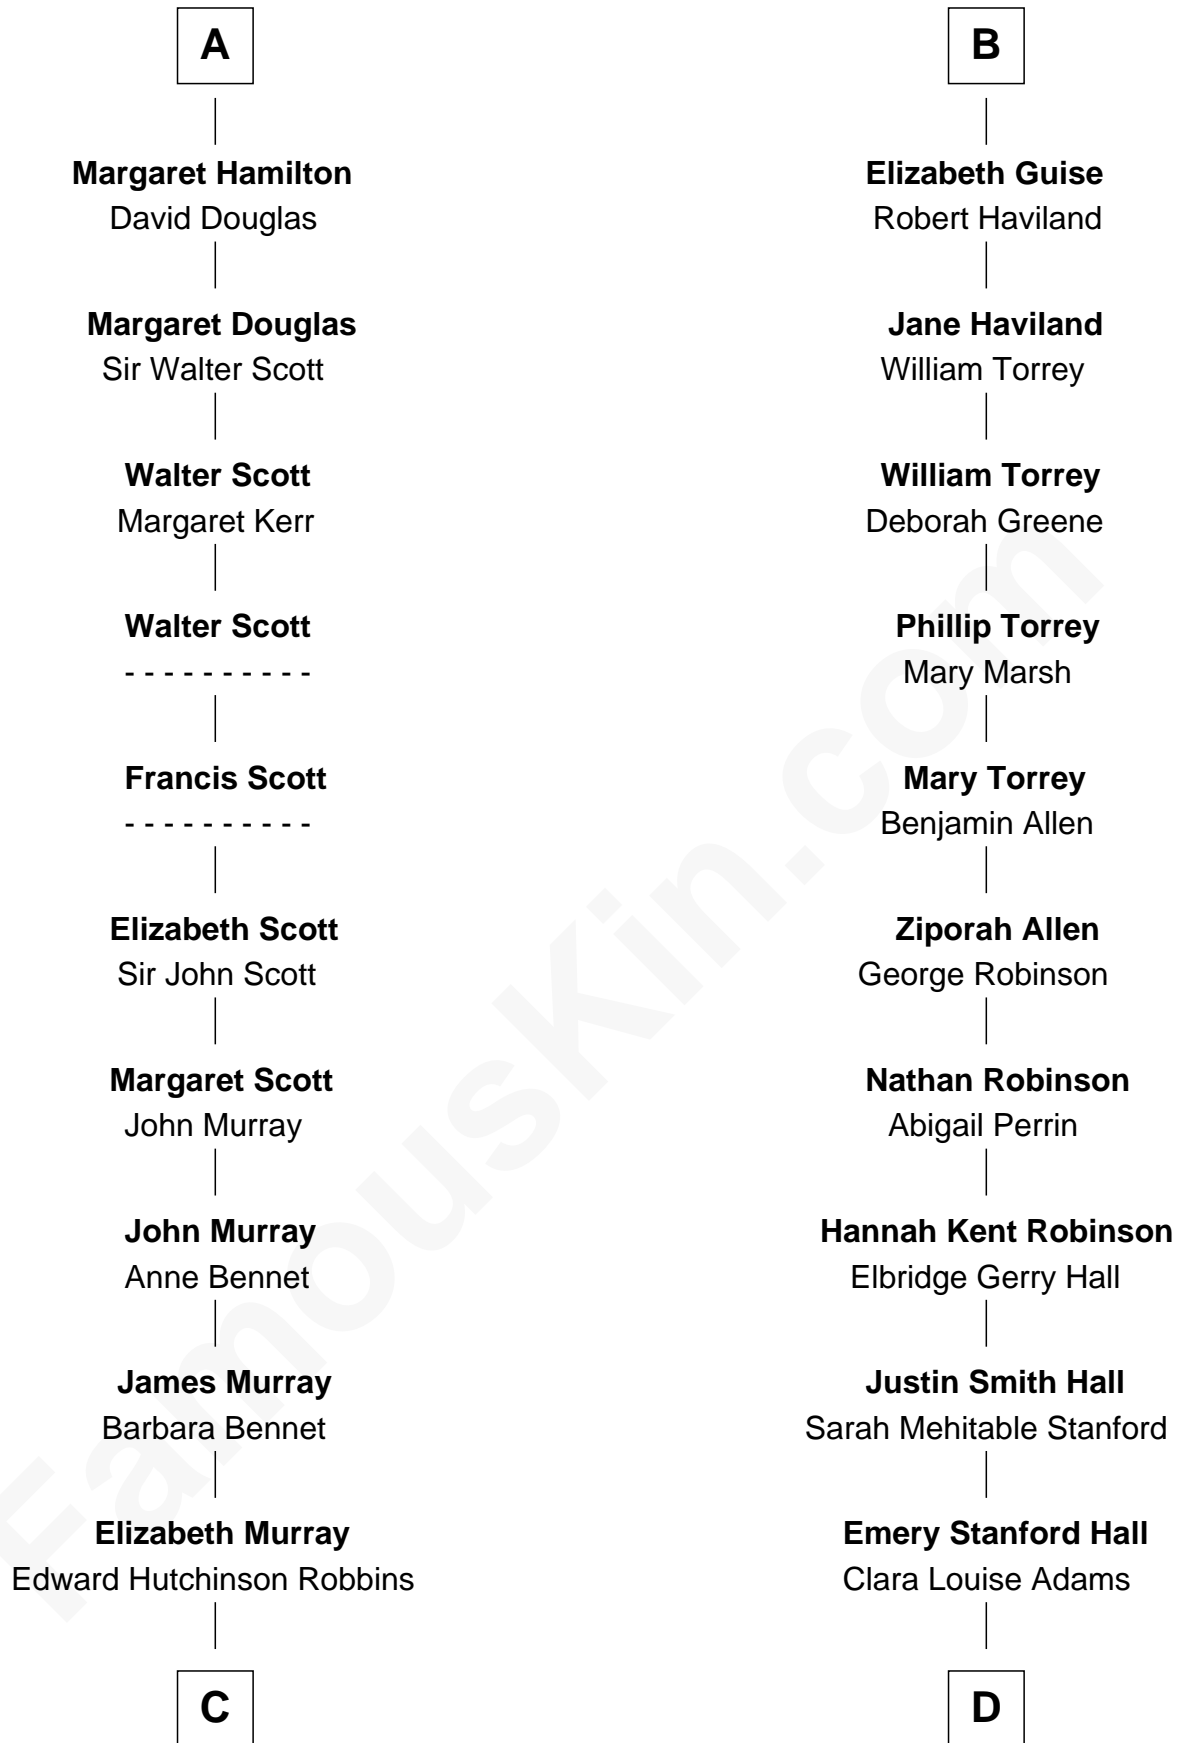 A
Margaret Hamilton
David Douglas
Margaret Douglas
Sir Walter Scott
Walter Scott
Margaret Kerr
Walter Scott
- - - - - - - - - -
Francis Scott
- - - - - - - - - -
Elizabeth Scott
Sir John Scott
Margaret Scott
John Murray
John Murray
Anne Bennet
James Murray
Barbara Bennet
Elizabeth Murray
Edward Hutchinson Robbins
C
B
Elizabeth Guise
Robert Haviland
Jane Haviland
William Torrey
William Torrey
Deborah Greene
Phillip Torrey
Mary Marsh
Mary Torrey
Benjamin Allen
Ziporah Allen
George Robinson
Nathan Robinson
Abigail Perrin
Hannah Kent Robinson
Elbridge Gerry Hall
Justin Smith Hall
Sarah Mehitable Stanford
Emery Stanford Hall
Clara Louise Adams
D
FamousKin.com